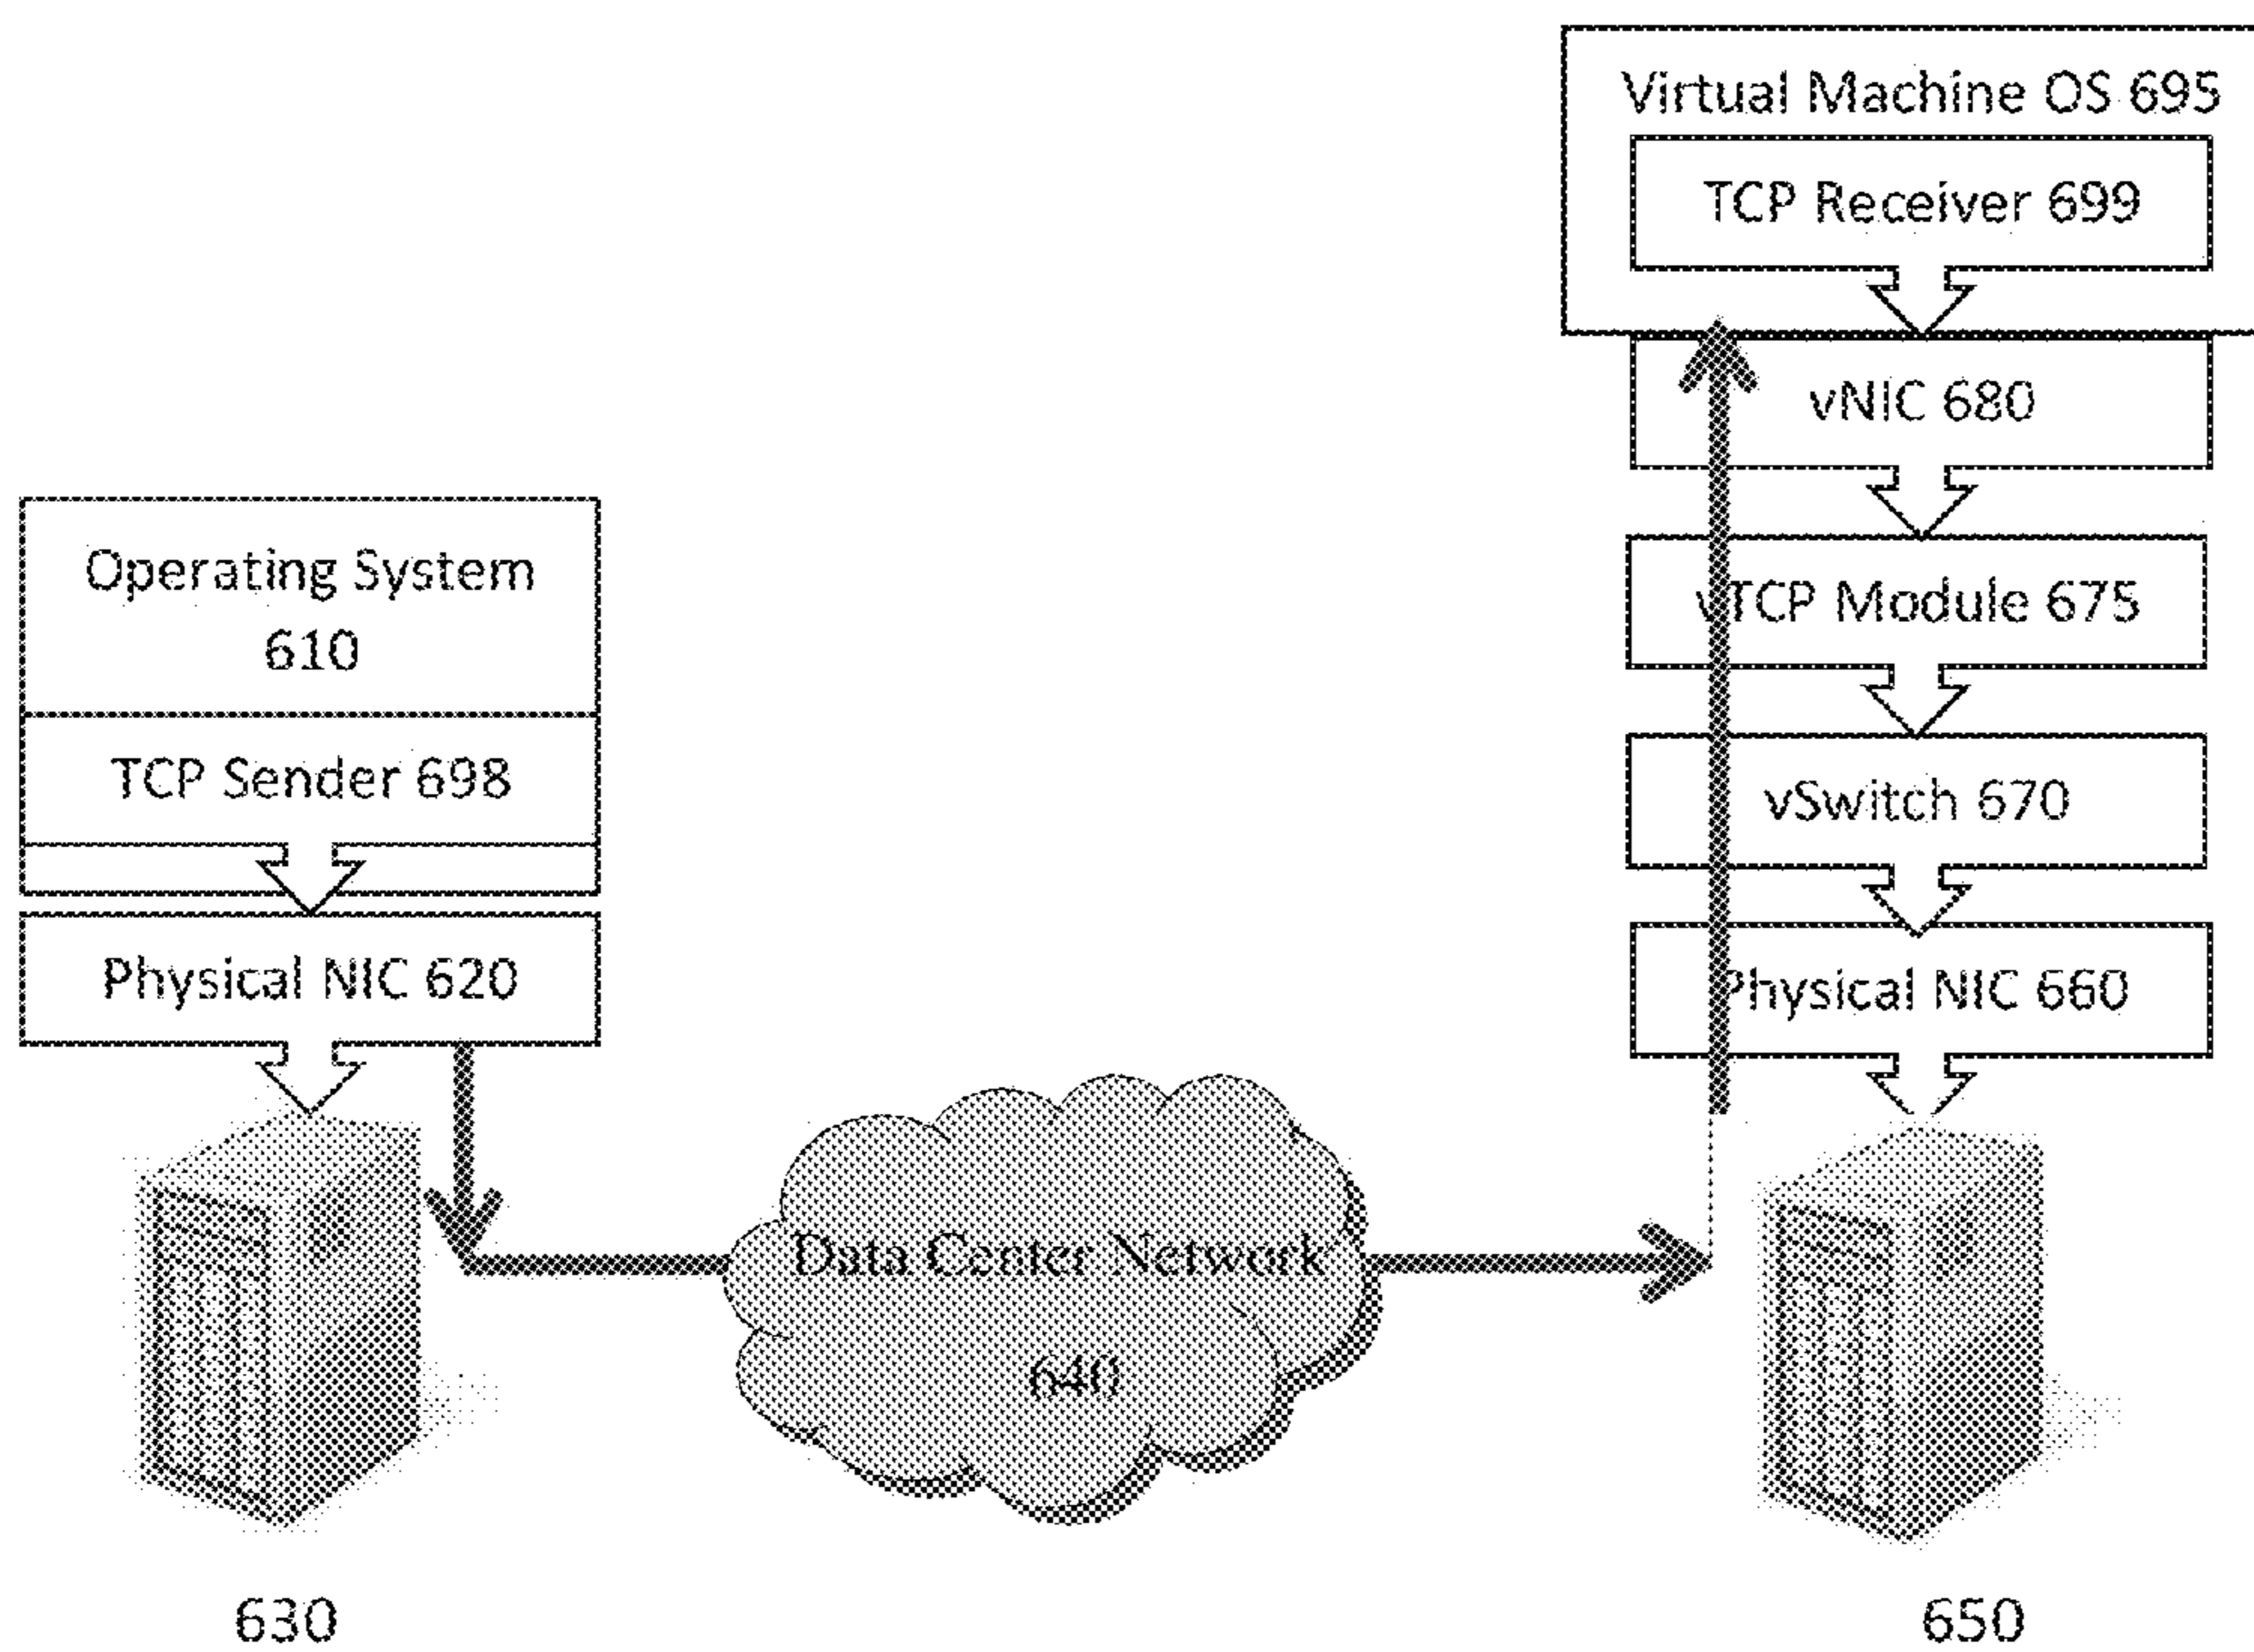 Virtual Machine OS 695
TCP Receiver 699
vNIC 680
vTCP Module 675
vSwitch 670
Physical NIC 660
Operating System
610
TCP Sender 698
Physical NIC 620
Data Center Network
640
630
650